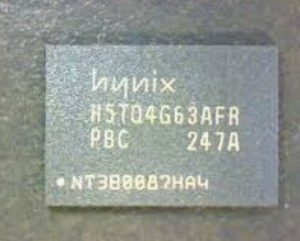 hynix
H5TQ4G63AFR
PBC 247A
NT3B0087HA4